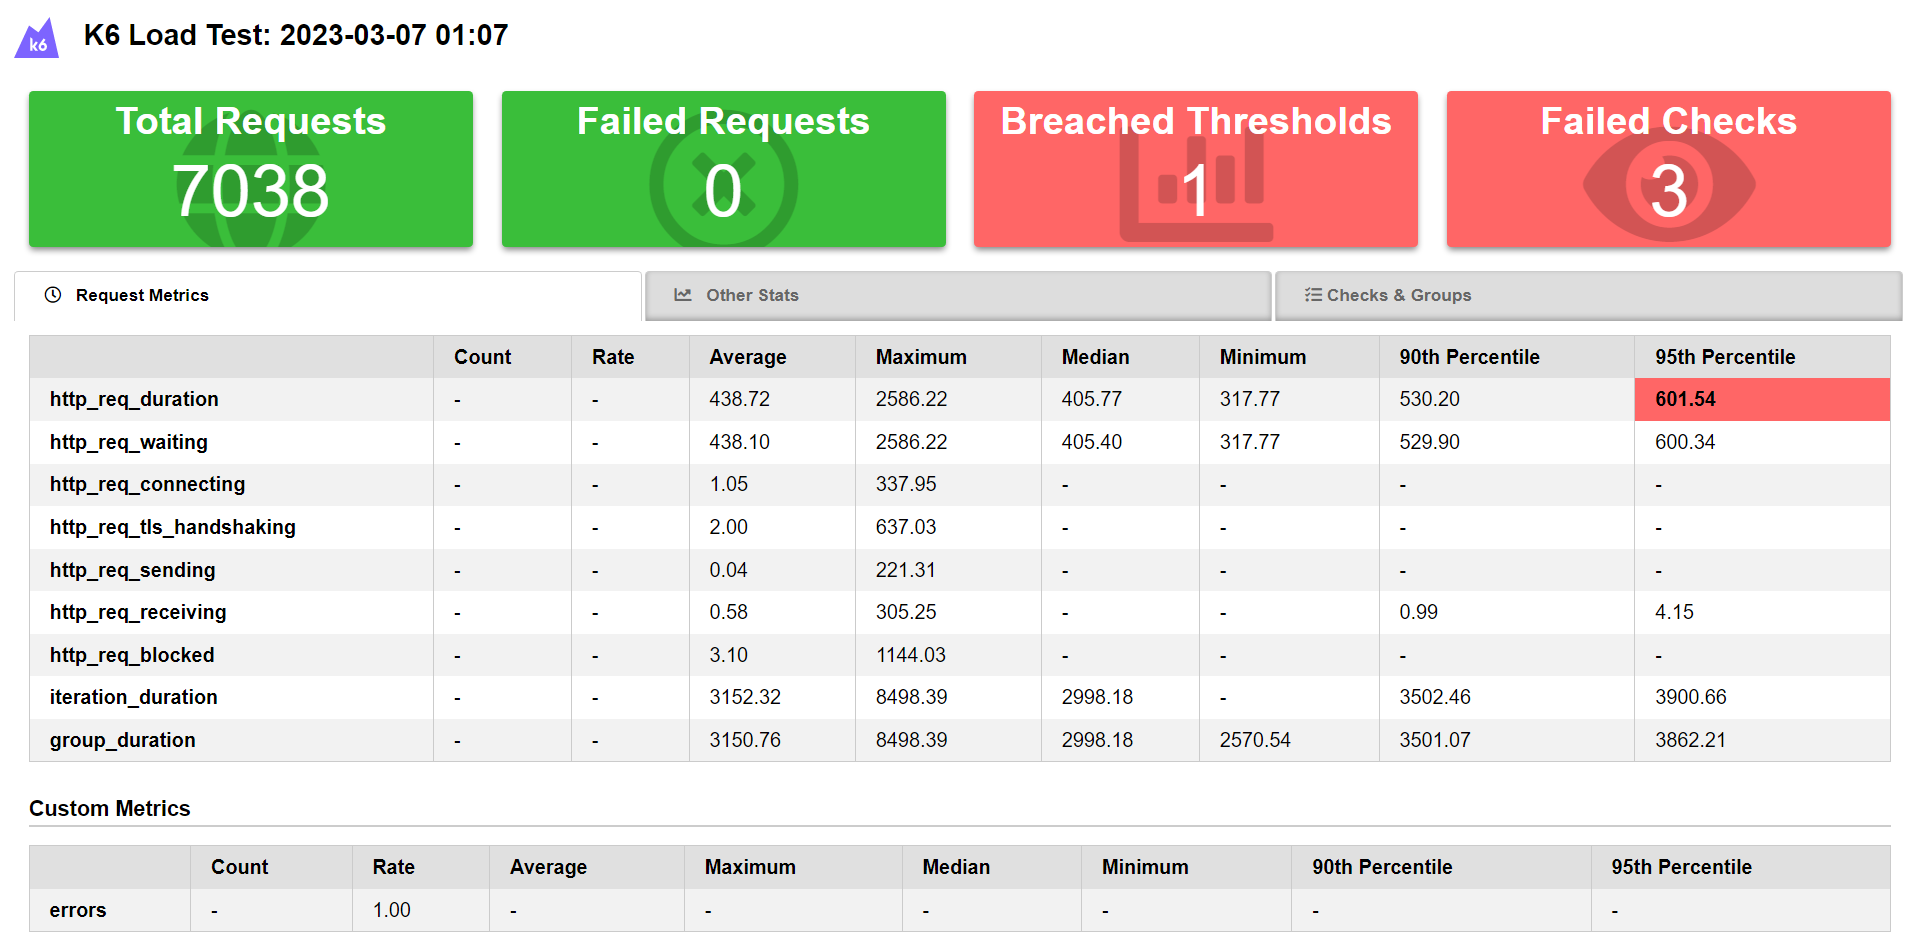 k6
K6 Load Test: 2023-03-07 01:07
Total Requests
7038
Failed Requests
0
Breached Thresholds
1
Failed Checks
3
Request Metrics
Other Stats
Checks & Groups
Count Rate Average Maximum Median Minimum 90th Percentile 95th Percentile
http_req_duration - - 438.72 2586.22 405.77 317.77 530.20 601.54
http_req_waiting - - 438.10 2586.22 405.40 317.77 529.90 600.34
http_req_connecting - - 1.05 337.95 - - - -
http_req_tls_handshaking - - 2.00 637.03 - - - -
http_req_sending - - 0.04 221.31 - - - -
http_req_receiving - - 0.58 305.25 - - 0.99 4.15
http_req_blocked - - 3.10 1144.03 - - - -
iteration_duration - - 3152.32 8498.39 2998.18 - 3502.46 3900.66
group_duration - - 3150.76 8498.39 2998.18 2570.54 3501.07 3862.21
Custom Metrics
Count Rate Average Maximum Median Minimum 90th Percentile 95th Percentile
errors - 1.00 - - - - - -